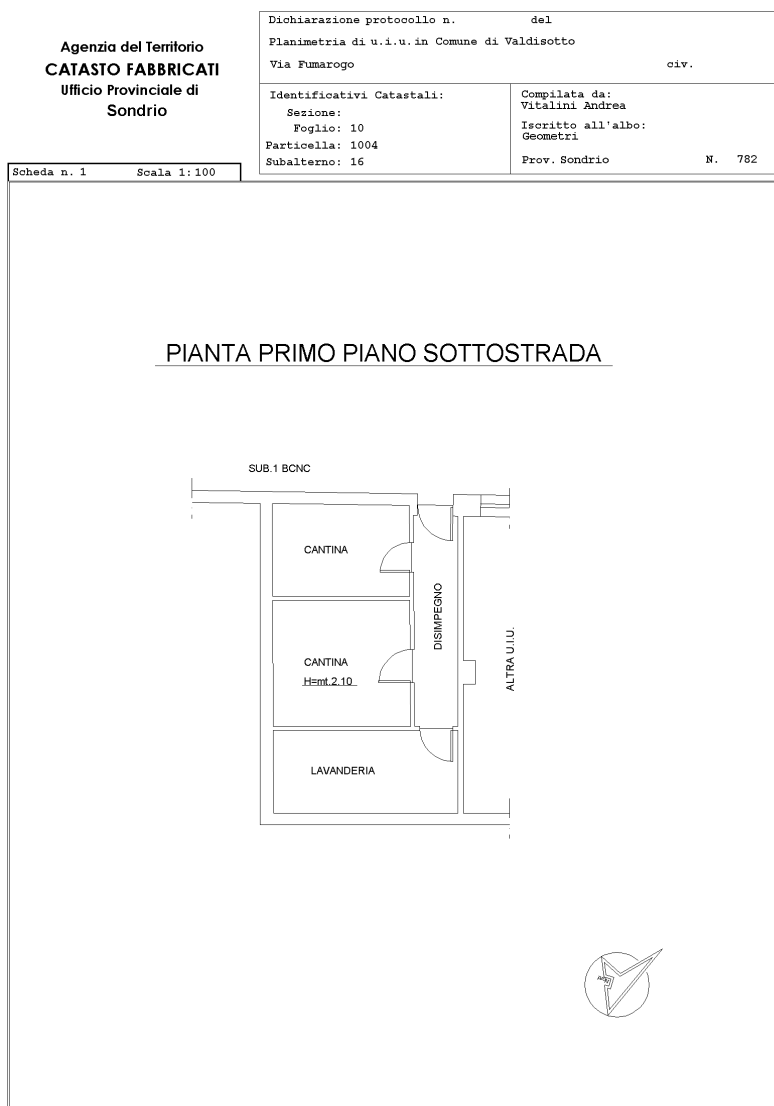 Agenzia del Territorio
CATASTO FABBRICATI
Ufficio Provinciale di
Sondrio
Dichiarazione protocollo n. del
Planimetria di u.i.u. in Comune di Valdisotto
Via Fumarogo civ.
Identificativi Catastali:
Sezione:
Foglio: 10
Particella: 1004
Subalterno: 16
Compilata da:
Vitalini Andrea
Iscritto all'albo:
Geometri
Prov. Sondrio N. 782
Scheda n. 1 Scala 1:100
PIANTA PRIMO PIANO SOTTOSTRADA
SUB.1 BCNC
CANTINA
DISIMPEGNO
ALTRA U.I.U.
CANTINA
H=mt.2.10
LAVANDERIA